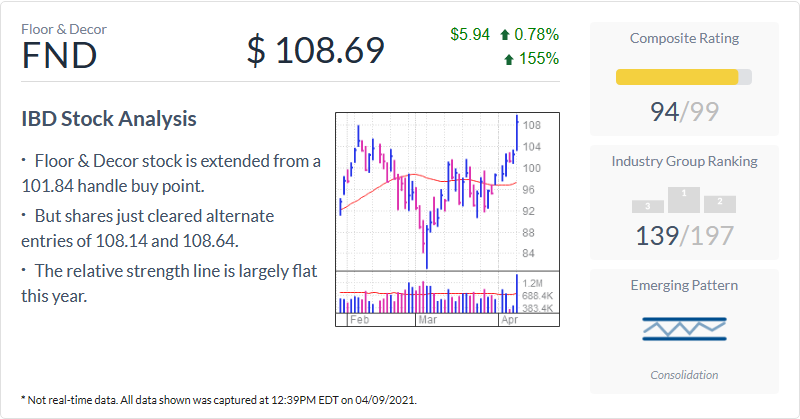 Floor & Decor
FND
$ 108.69
$5.94 0.78%
155%
IBD Stock Analysis
· Floor & Decor stock is extended from a
101.84 handle buy point.
· But shares just cleared alternate
entries of 108.14 and 108.64.
· The relative strength line is largely flat
this year.
108
104
100
96
92
88
84
1.2M
688.4K
383.4K
Feb Mar Apr
* Not real-time data. All data shown was captured at 12:39PM EDT on 04/09/2021.
Composite Rating
94/99
Industry Group Ranking
3 1 2
139/197
Emerging Pattern
Consolidation